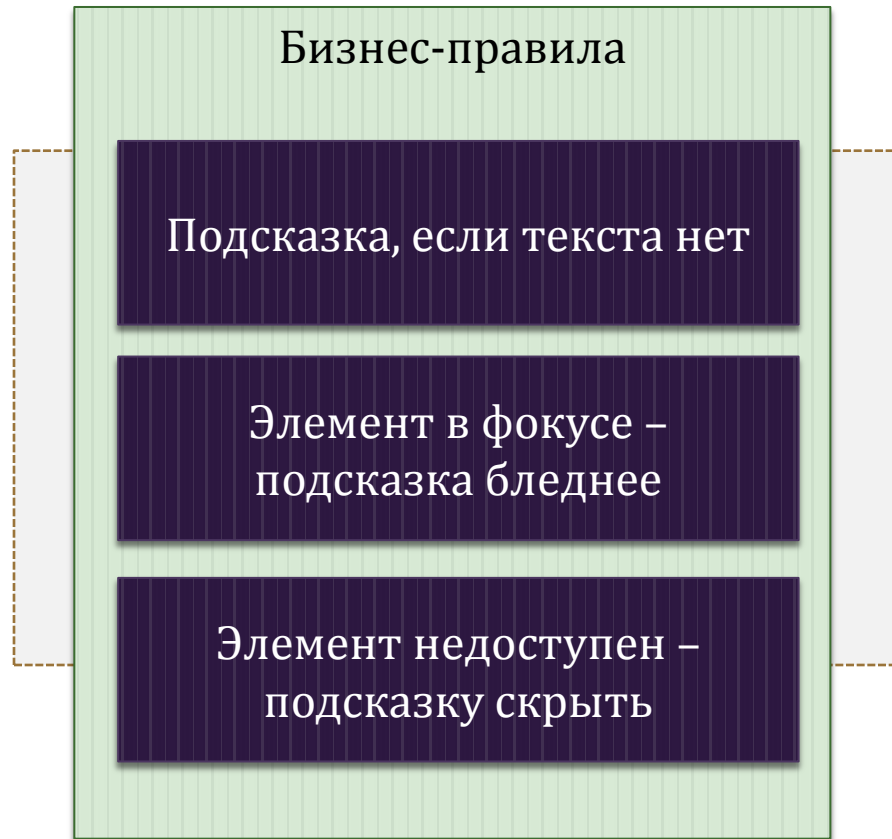 Бизнес-правила
Подсказка, если текста нет
Элемент в фокусе –
подсказка бледнее
Элемент недоступен –
подсказку скрыть